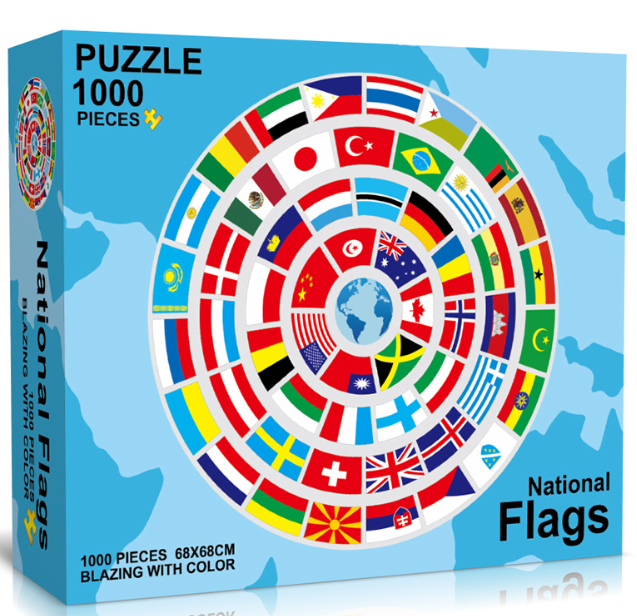 PUZZLE
1000
PIECES
National Flags
BLAZING WITH COLOR
1000 PIECES
National
Flags
1000 PIECES 68X68CM
BLAZING WITH COLOR